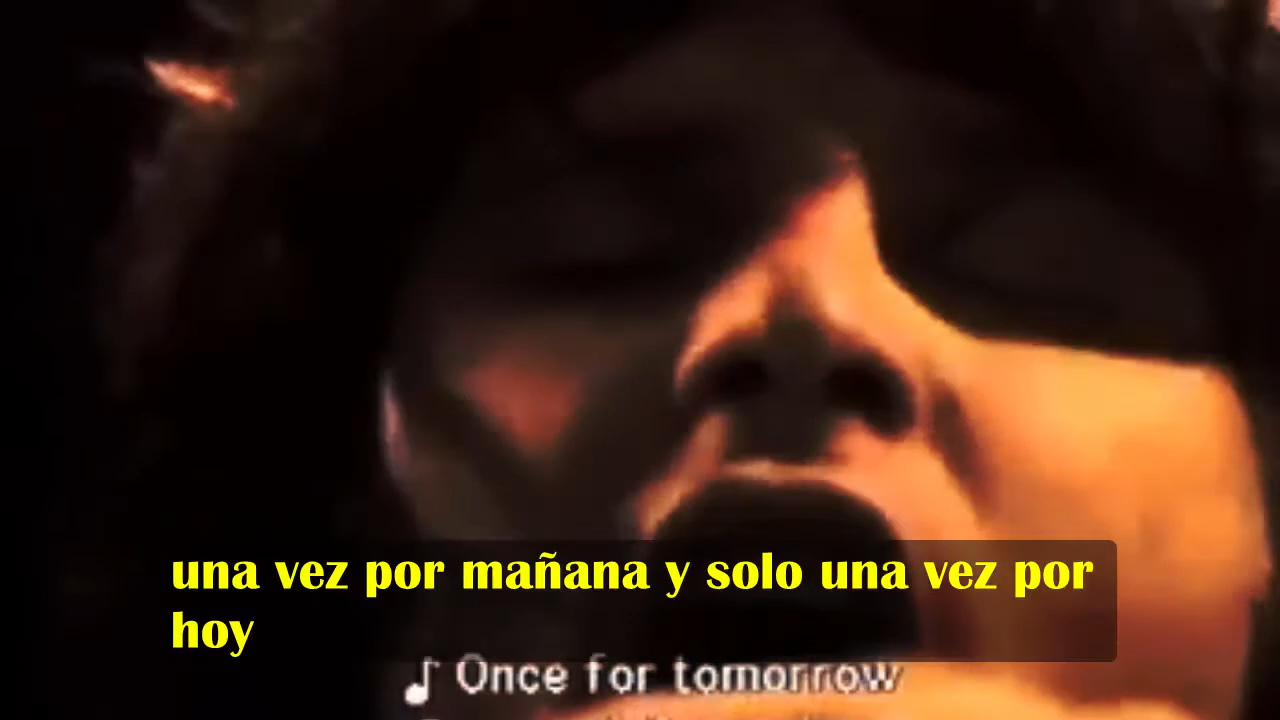 una vez por mañana y solo una vez por
hoy
♪ Once for tomorrow